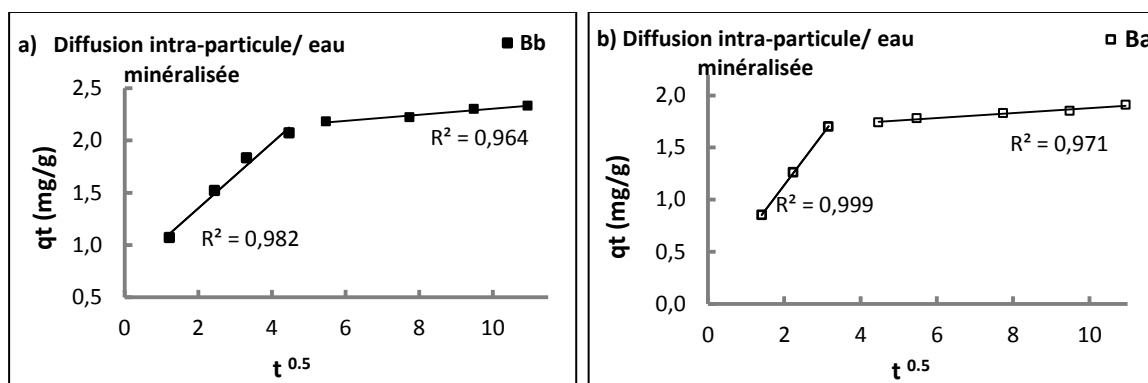 a) Diffusion intra-particule/ eau
minéralisée
Bb
qt (mg/g)
2,5
2,0
1,5
1,0
0,5
R² = 0,964
R² = 0,982
0 2 4 6 8 10
t 0.5
b) Diffusion intra-particule/ eau
minéralisée
Ba
qt (mg/g)
2,0
1,5
1,0
0,5
0,0
R² = 0,971
R² = 0,999
0 2 4 6 8 10
t 0.5